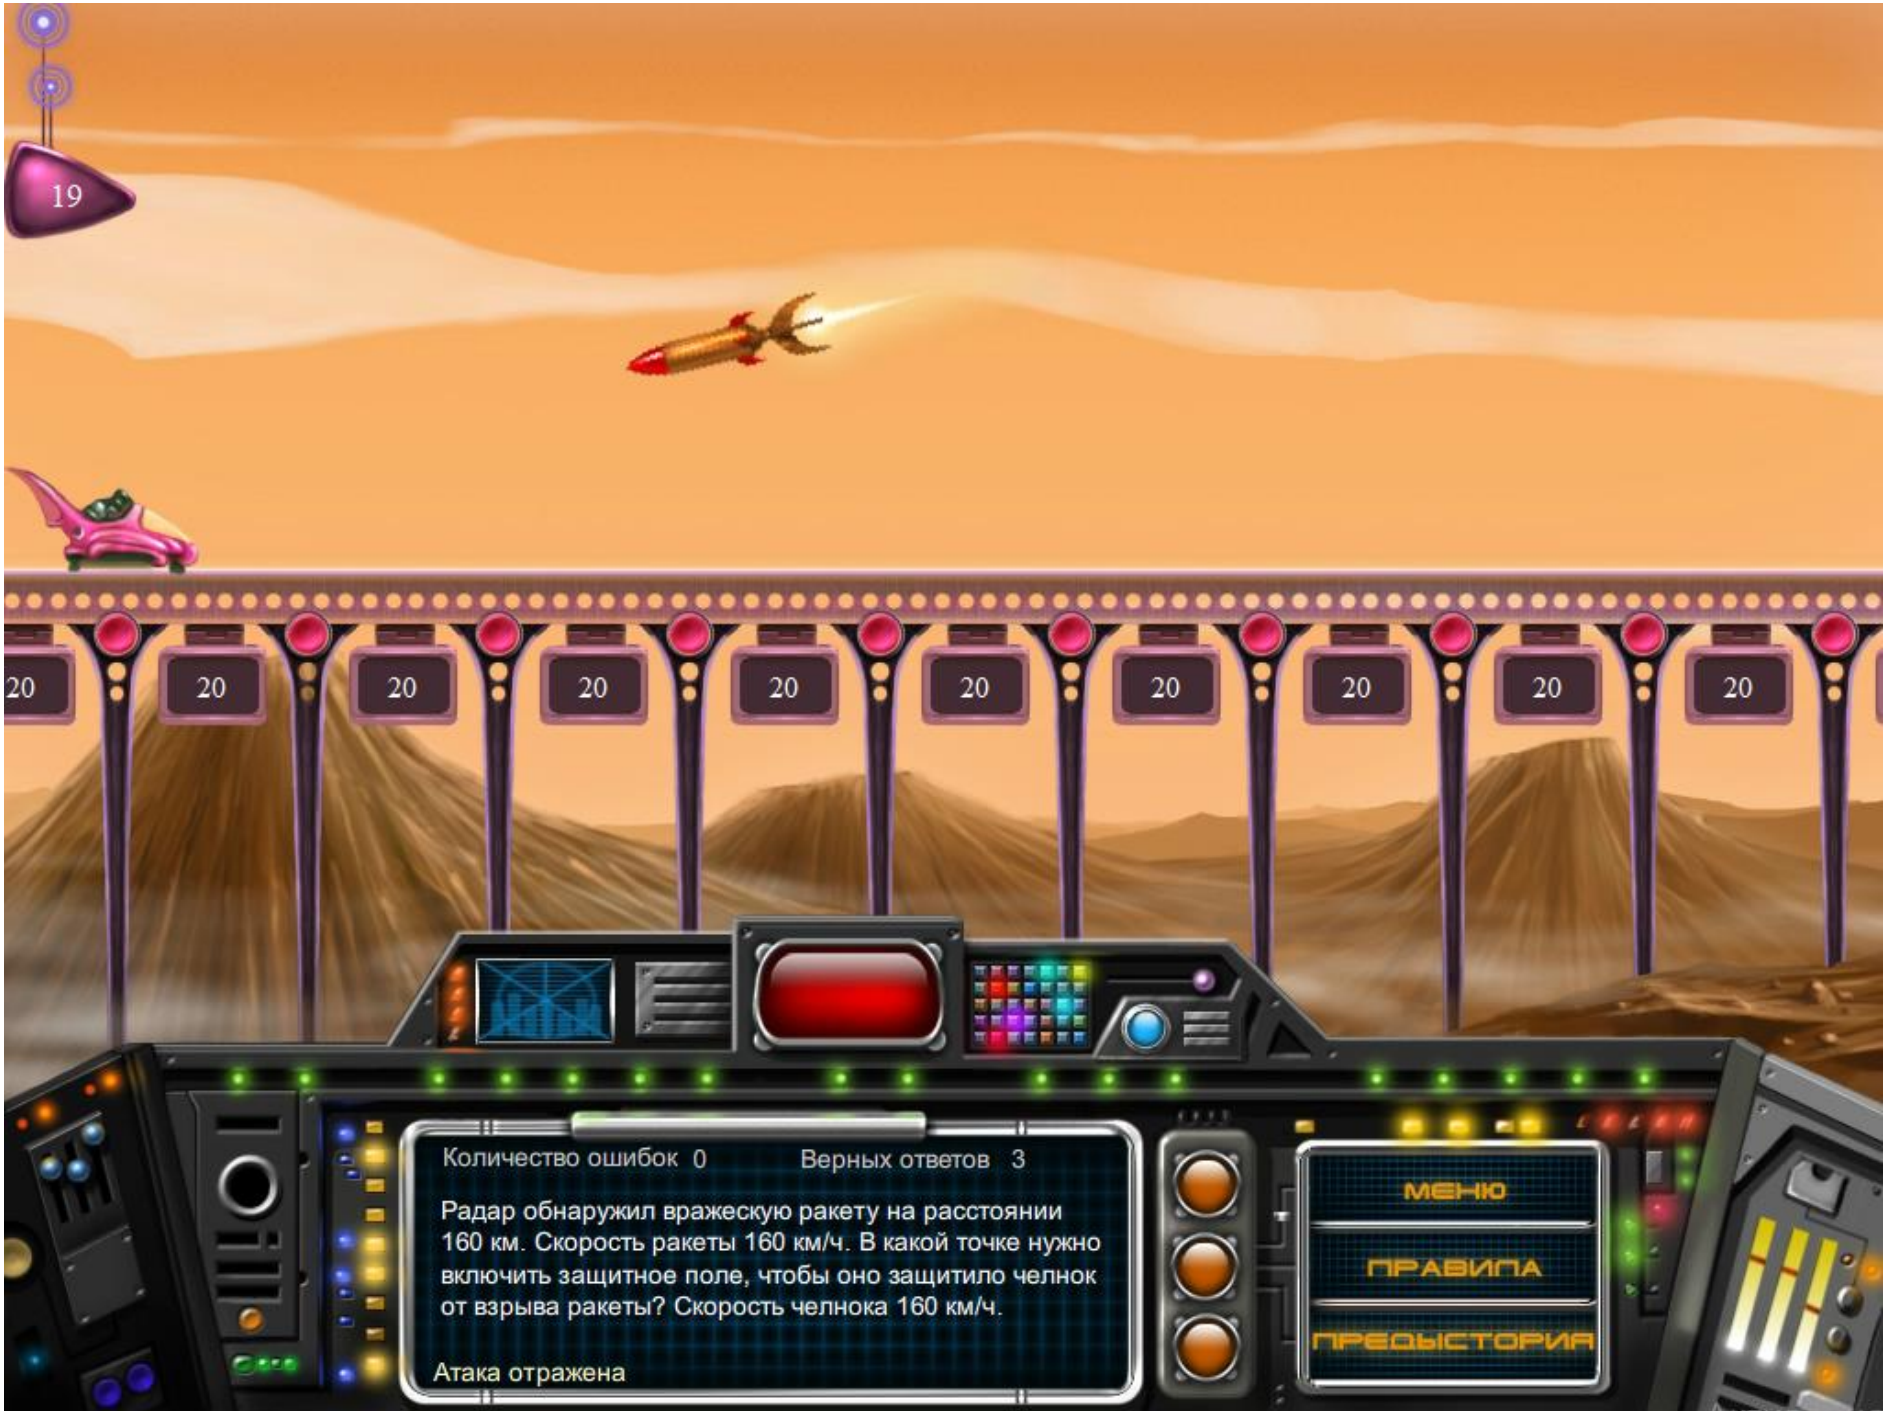 19
20 20 20 20 20 20 20 20 20 20
Количество ошибок 0 Верных ответов 3
Радар обнаружил вражескую ракету на расстоянии
160 км. Скорость ракеты 160 км/ч. В какой точке нужно
включить защитное поле, чтобы оно защитило челнок
от взрыва ракеты? Скорость челнока 160 км/ч.
Атака отражена
МЕНЮ
ПРАВИЛА
ПРЕДЫСТОРИЯ